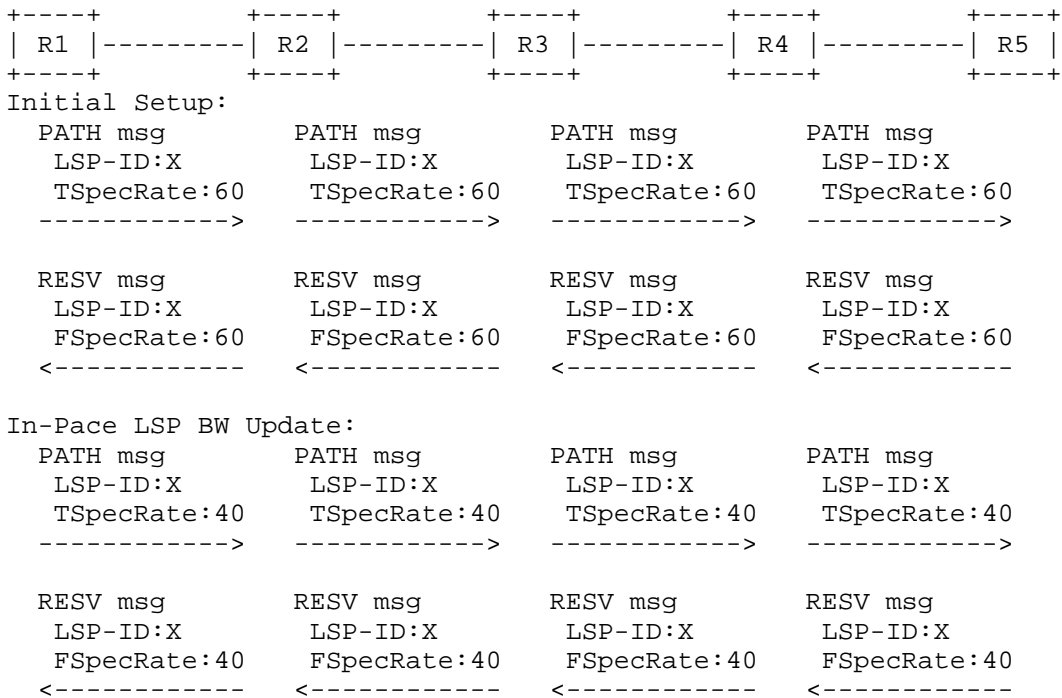 +----+         +----+         +----+         +----+         +----+
| R1 |---------| R2 |---------| R3 |---------| R4 |---------| R5 |
+----+         +----+         +----+         +----+         +----+
Initial Setup:
  PATH msg        PATH msg        PATH msg        PATH msg
   LSP-ID:X        LSP-ID:X        LSP-ID:X        LSP-ID:X
   TSpecRate:60    TSpecRate:60    TSpecRate:60    TSpecRate:60
  ------------>   ------------>   ------------>   ------------>

  RESV msg        RESV msg        RESV msg        RESV msg
   LSP-ID:X        LSP-ID:X        LSP-ID:X        LSP-ID:X
   FSpecRate:60    FSpecRate:60    FSpecRate:60    FSpecRate:60
  <------------   <------------   <------------   <------------

In-Pace LSP BW Update:
  PATH msg        PATH msg        PATH msg        PATH msg
   LSP-ID:X        LSP-ID:X        LSP-ID:X        LSP-ID:X
   TSpecRate:40    TSpecRate:40    TSpecRate:40    TSpecRate:40
  ------------>   ------------>   ------------>   ------------>

  RESV msg        RESV msg        RESV msg        RESV msg
   LSP-ID:X        LSP-ID:X        LSP-ID:X        LSP-ID:X
   FSpecRate:40    FSpecRate:40    FSpecRate:40    FSpecRate:40
  <------------   <------------   <------------   <------------